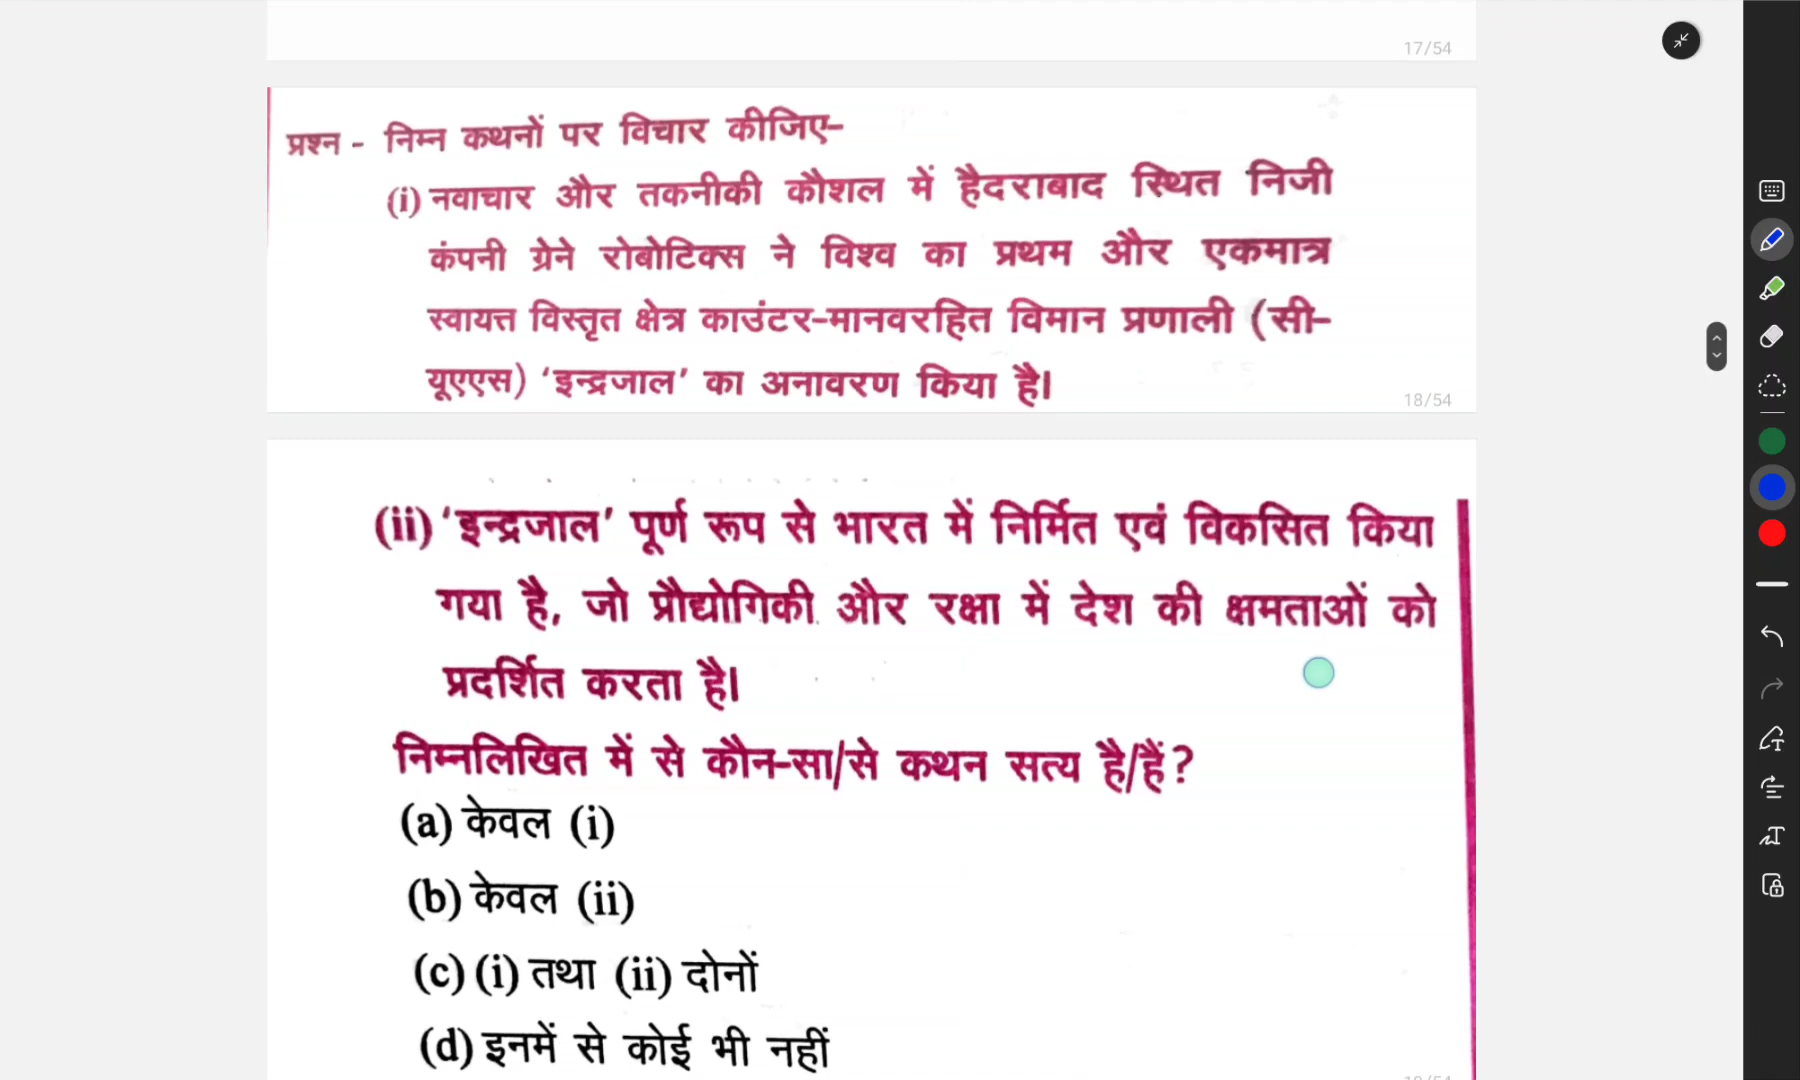 17/54
प्रश्न - निम्न कथनों पर विचार कीजिए-
(i) नवाचार और तकनीकी कौशल में हैदराबाद स्थित निजी
कंपनी ग्रेने रोबोटिक्स ने विश्व का प्रथम और एकमात्र
स्वायत्त विस्तृत क्षेत्र काउंटर-मानवरहित विमान प्रणाली (सी-
यूएएस) ‘इन्द्रजाल’ का अनावरण किया है।
18/54
(ii) ‘इन्द्रजाल’ पूर्ण रूप से भारत में निर्मित एवं विकसित किया
गया है, जो प्रौद्योगिकी और रक्षा में देश की क्षमताओं को
प्रदर्शित करता है।
निम्नलिखित में से कौन-सा/से कथन सत्य है/हैं?
(a) केवल (i)
(b) केवल (ii)
(c) (i) तथा (ii) दोनों
(d) इनमें से कोई भी नहीं